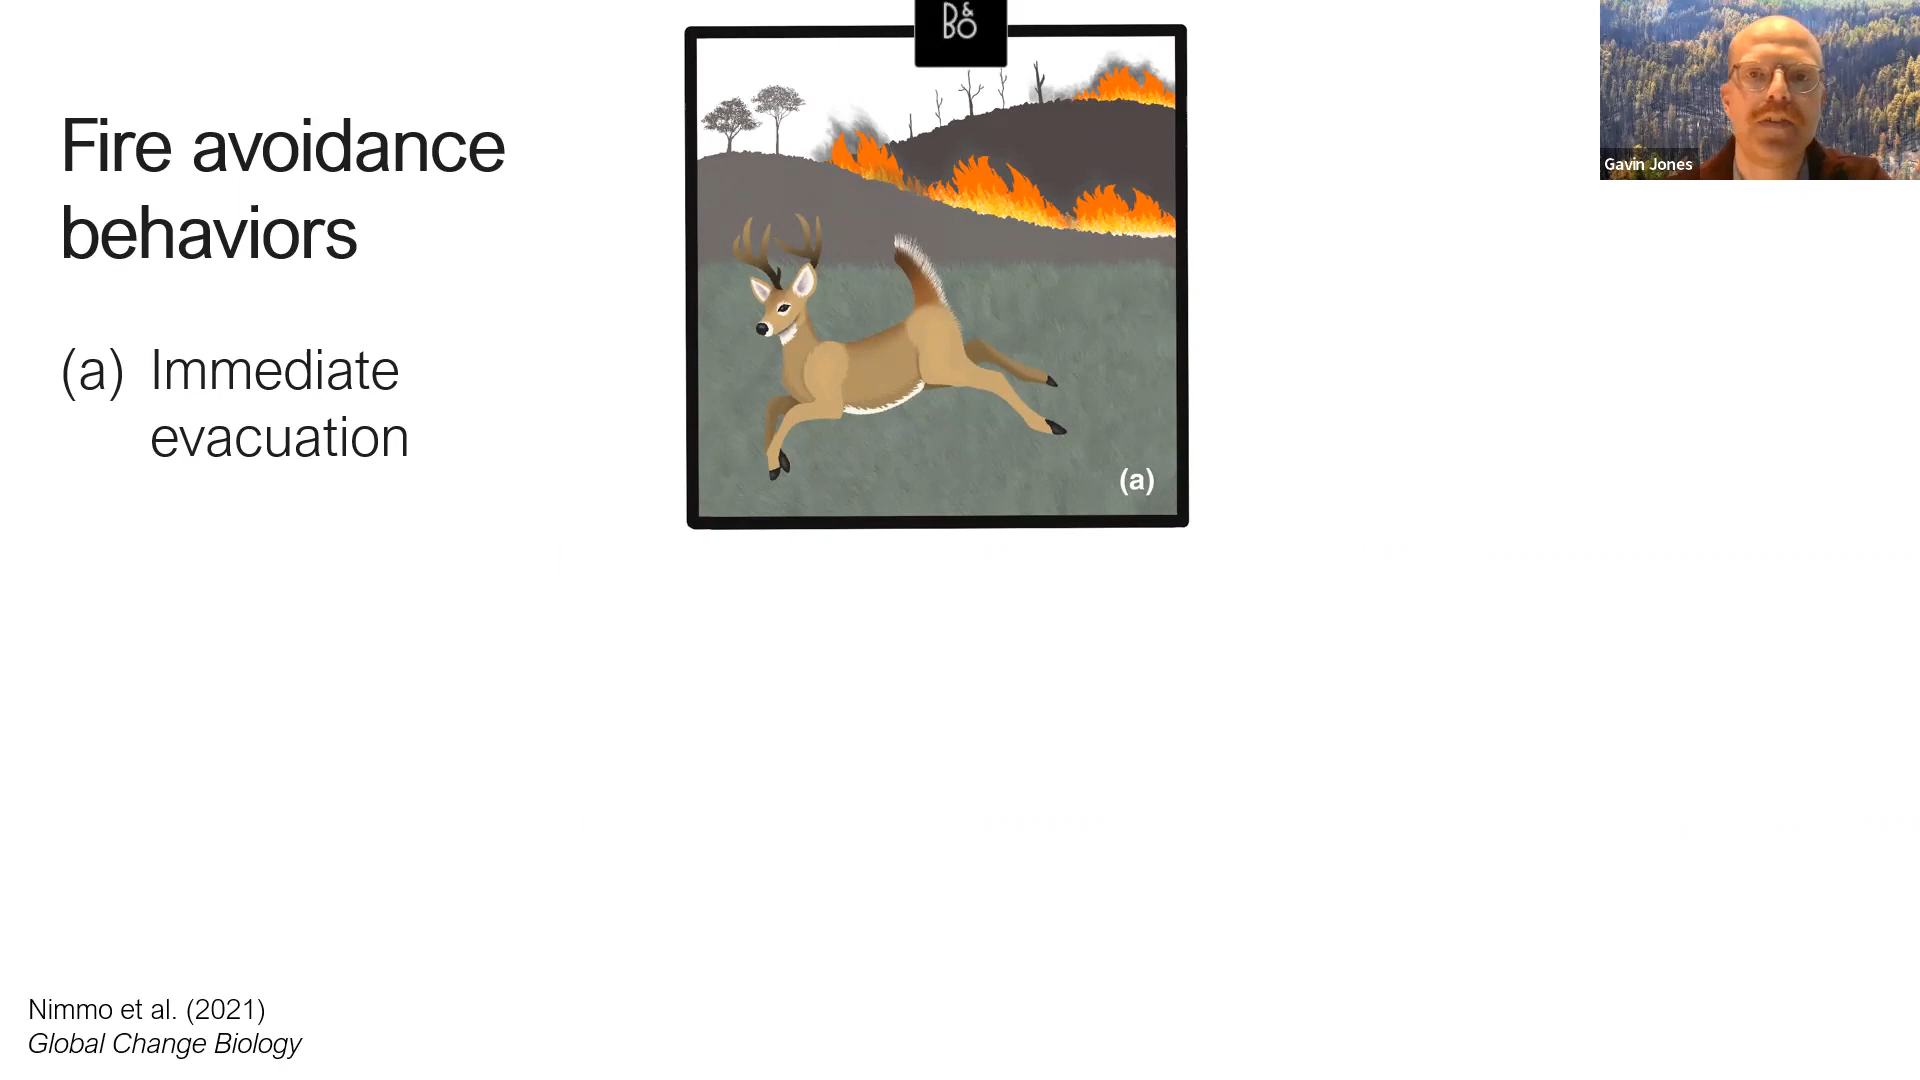 B&O
Gavin Jones
Fire avoidance
behaviors
(a) Immediate
evacuation
(a)
Nimmo et al. (2021)
Global Change Biology